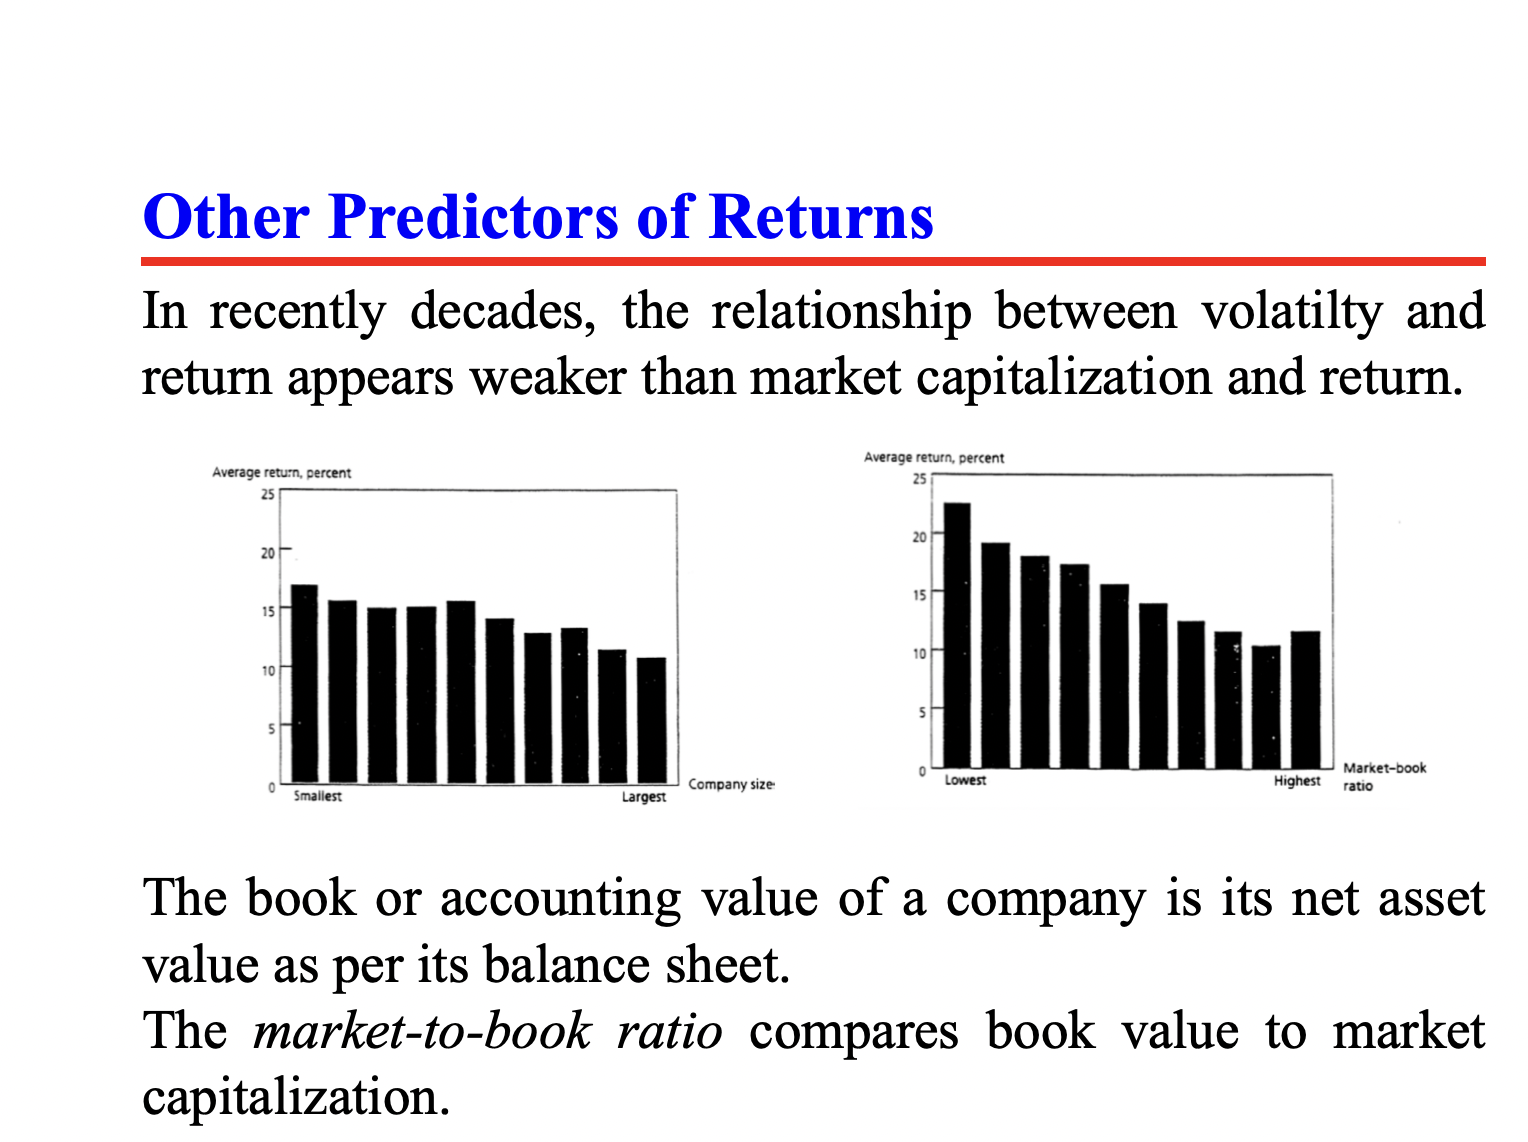 Other Predictors of Returns
In recently decades, the relationship between volatilty and
return appears weaker than market capitalization and return.
Average return, percent
25
20
15
10
5
0
Smallest
Largest
Company size
Average return, percent
25
20
15
10
5
0
Lowest
Highest
Market–book
ratio
The book or accounting value of a company is its net asset
value as per its balance sheet.
The market-to-book ratio compares book value to market
capitalization.